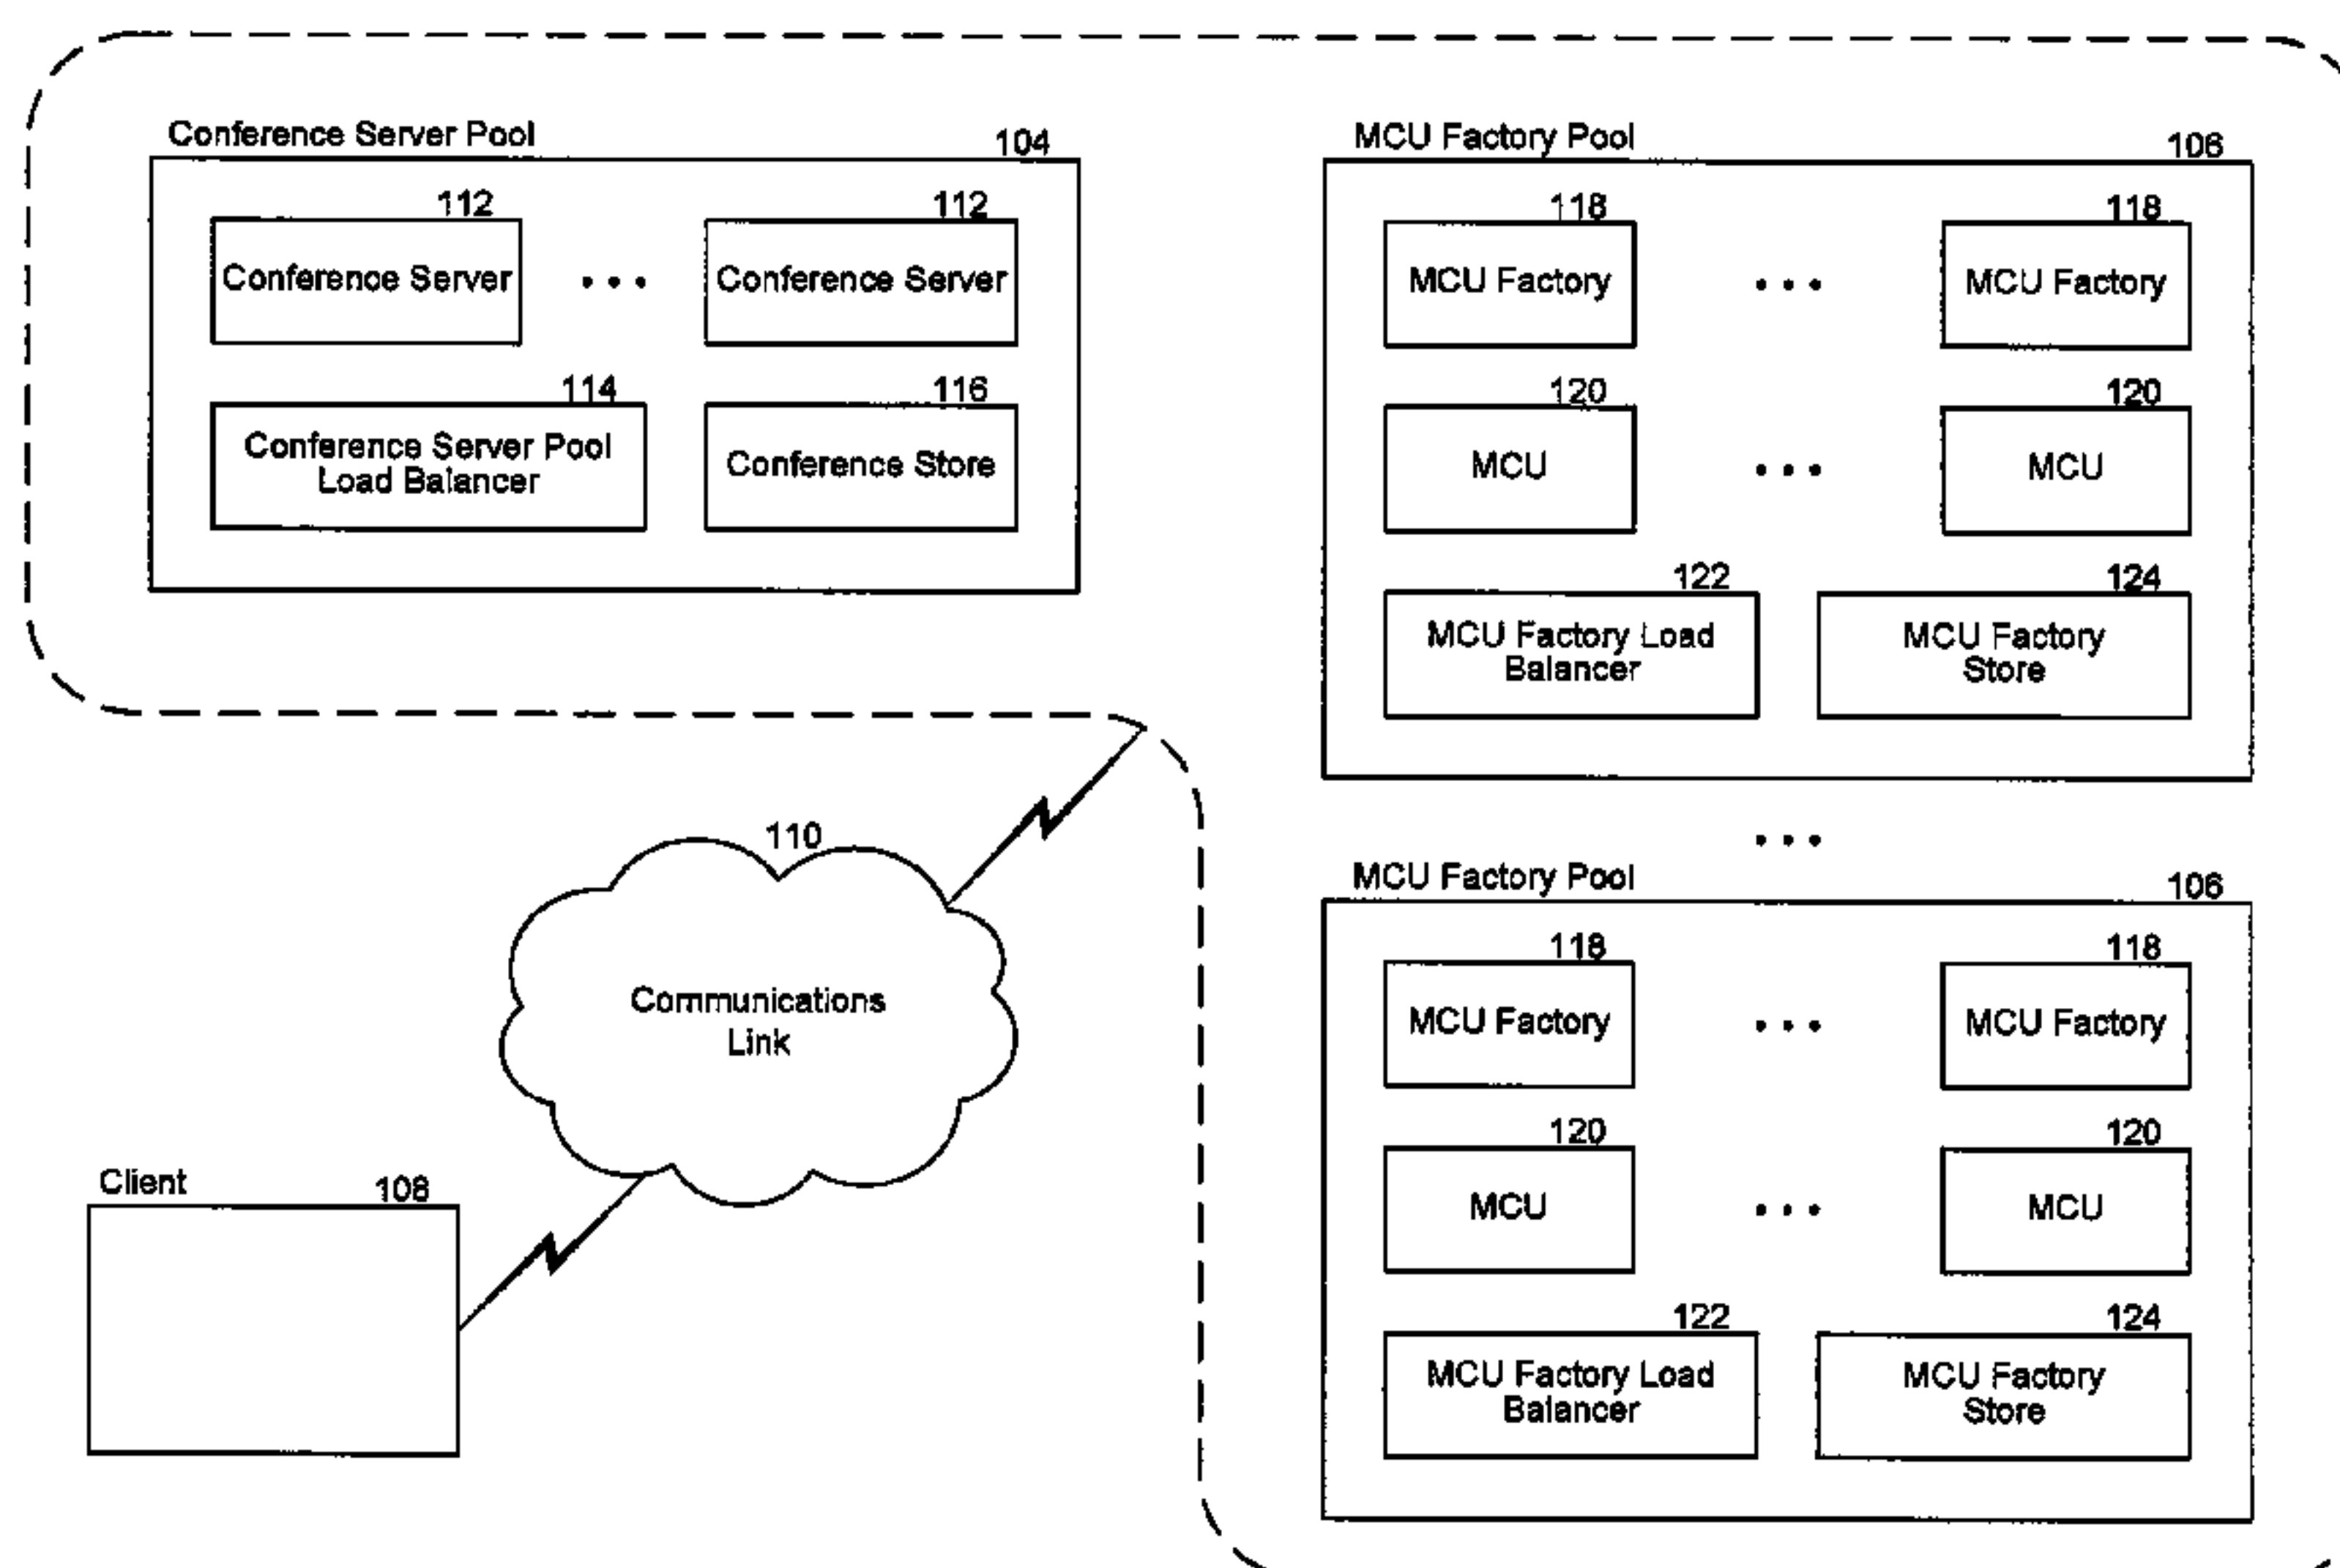 Conference Server Pool
104
112
112
Conference Server
Conference Server
114
116
Conference Server Pool
Load Balancer
Conference Store
MCU Factory Pool
106
118
118
MCU Factory
MCU Factory
120
120
MCU
MCU
122
124
MCU Factory Load
Balancer
MCU Factory
Store
110
Communications
Link
Client
108
MCU Factory Pool
106
118
118
MCU Factory
MCU Factory
120
120
MCU
MCU
122
124
MCU Factory Load
Balancer
MCU Factory
Store